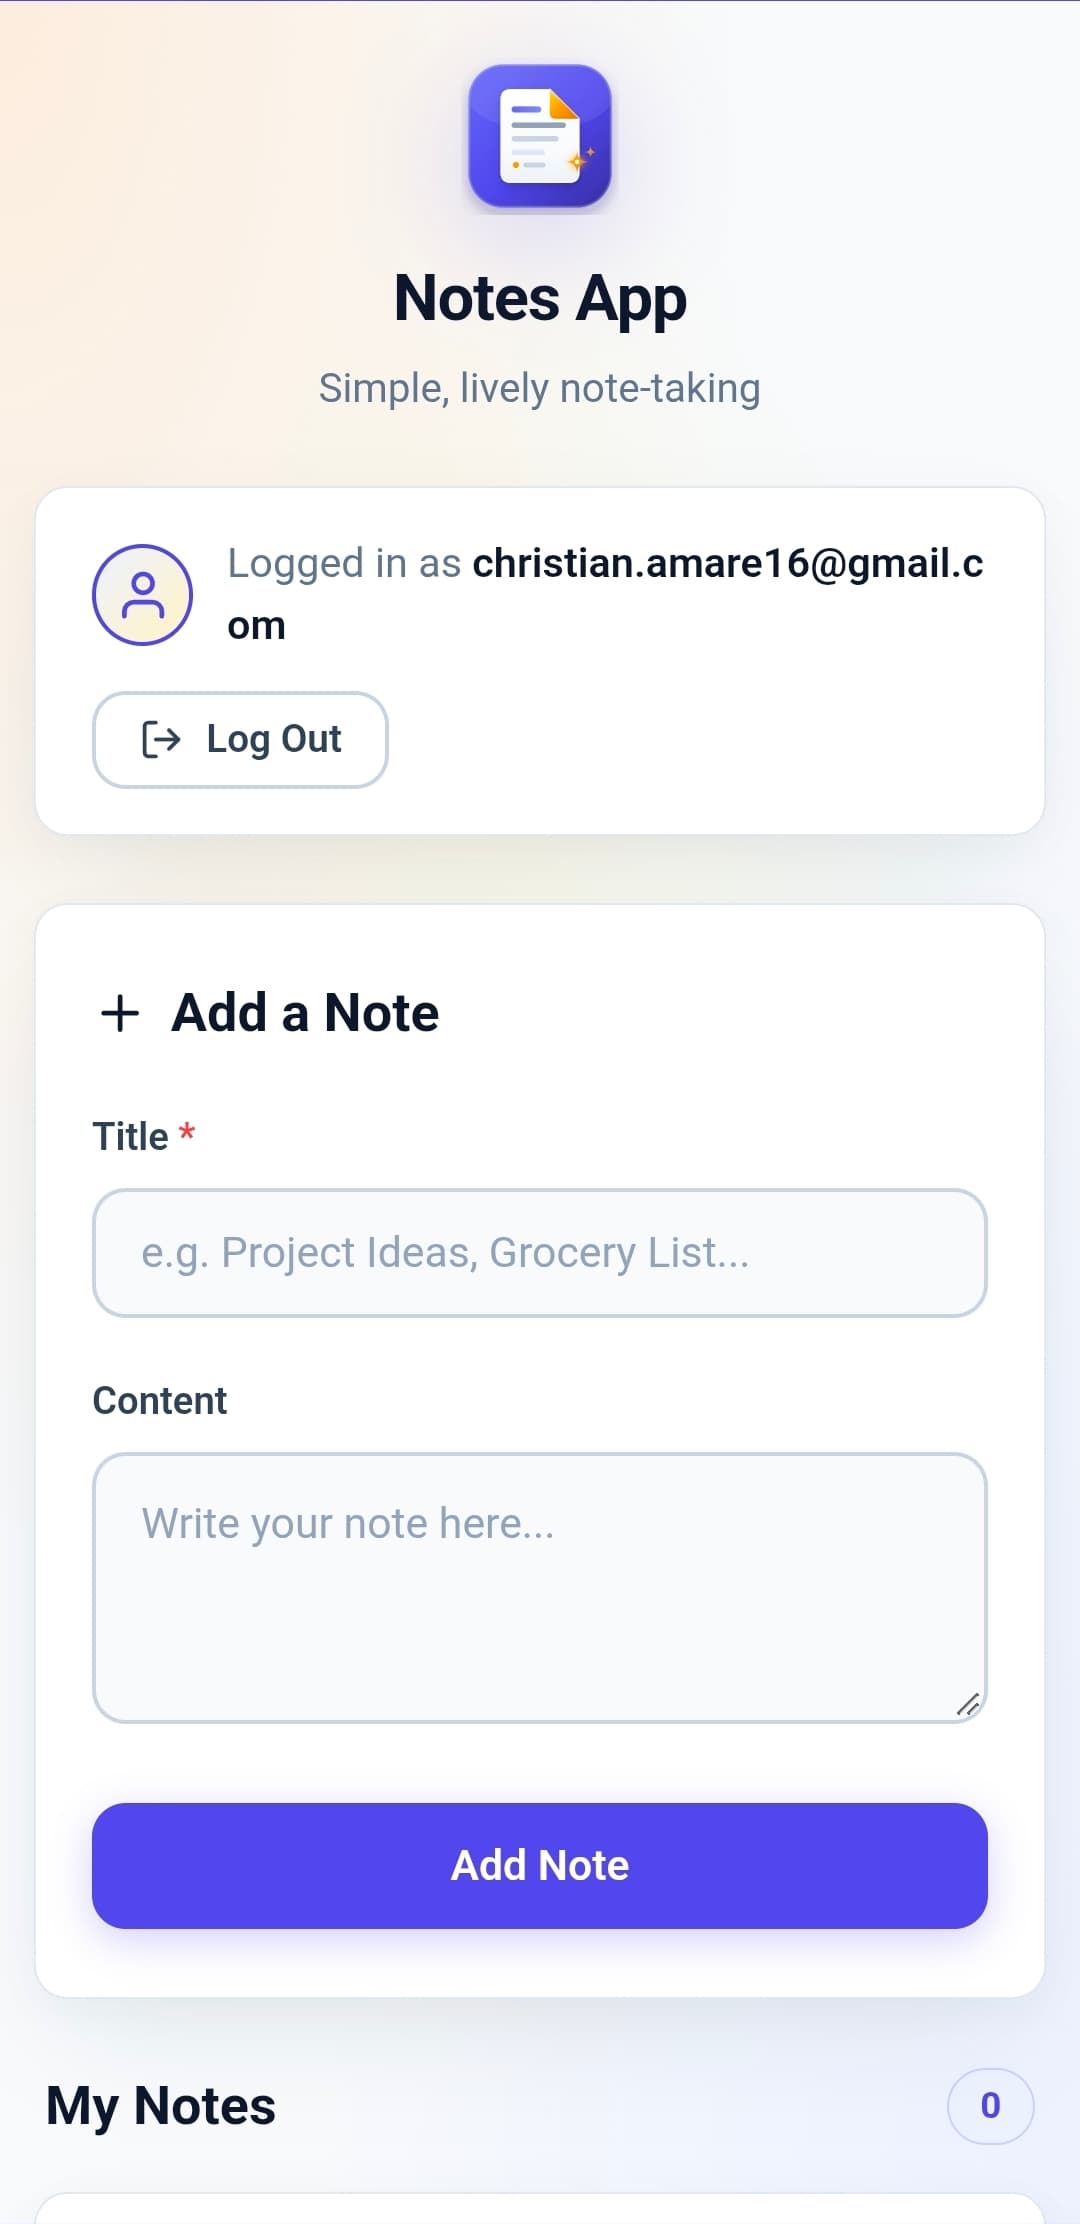 Notes App
Simple, lively note-taking
Logged in as christian.amare16@gmail.c
om
Log Out
Add a Note
Title *
e.g. Project Ideas, Grocery List...
Content
Write your note here...
Add Note
My Notes
0